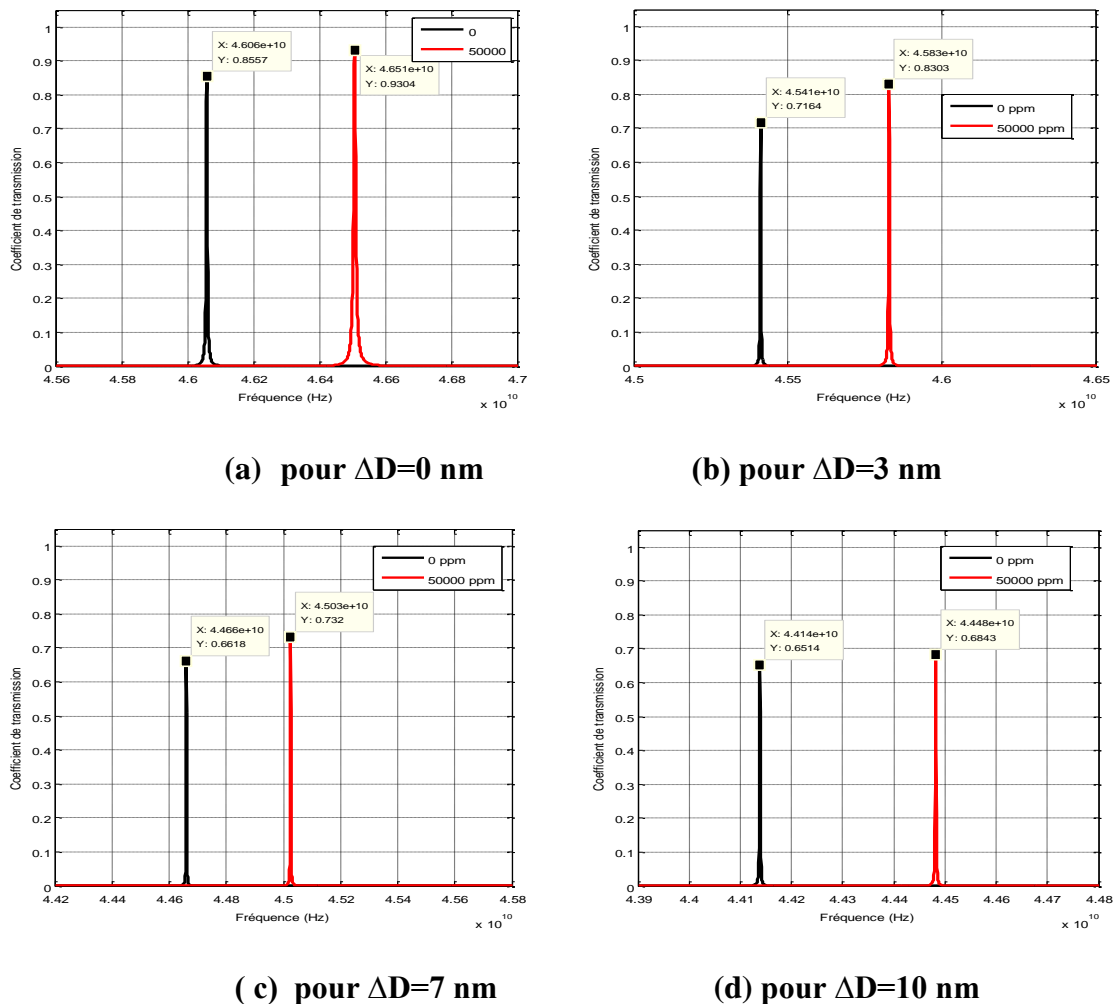 1
0.9
0.8
0.7
0.6
0.5
0.4
0.3
0.2
0.1
0
Coefficient de transmission
X: 4.606e+10
Y: 0.8557
X: 4.651e+10
Y: 0.9304
0
50000
4.56 4.58 4.6 4.62 4.64 4.66 4.68 4.7
Fréquence (Hz)
x 10^10
(a) pour ΔD=0 nm
1
0.9
0.8
0.7
0.6
0.5
0.4
0.3
0.2
0.1
0
Coefficient de transmission
X: 4.541e+10
Y: 0.7164
X: 4.583e+10
Y: 0.8303
0 ppm
50000 ppm
4.5 4.55 4.6 4.65
Fréquence (Hz)
x 10^10
(b) pour ΔD=3 nm
1
0.9
0.8
0.7
0.6
0.5
0.4
0.3
0.2
0.1
0
Coefficient de transmission
X: 4.466e+10
Y: 0.6618
X: 4.503e+10
Y: 0.732
0 ppm
50000 ppm
4.42 4.44 4.46 4.48 4.5 4.52 4.54 4.56 4.58
Fréquence (Hz)
x 10^10
( c) pour ΔD=7 nm
1
0.9
0.8
0.7
0.6
0.5
0.4
0.3
0.2
0.1
0
Coefficient de transmission
X: 4.414e+10
Y: 0.6514
X: 4.448e+10
Y: 0.6843
0 ppm
50000 ppm
4.39 4.4 4.41 4.42 4.43 4.44 4.45 4.46 4.47 4.48
Fréquence (Hz)
x 10^10
(d) pour ΔD=10 nm